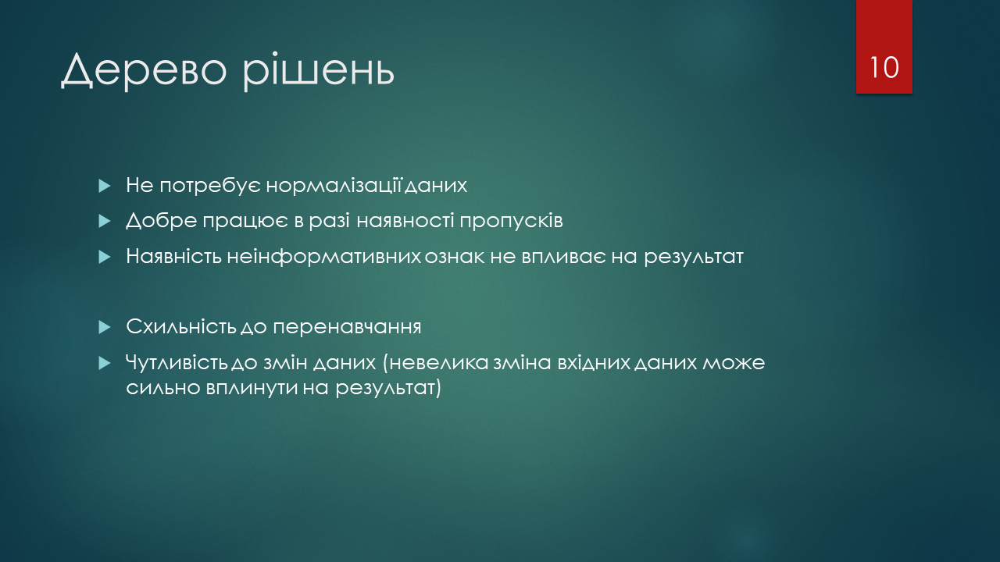 Дерево рішень
10
Не потребує нормалізації даних
Добре працює в разі наявності пропусків
Наявність неінформативних ознак не впливає на результат
Схильність до перенавчання
Чутливість до змін даних (невелика зміна вхідних даних може
сильно вплинути на результат)